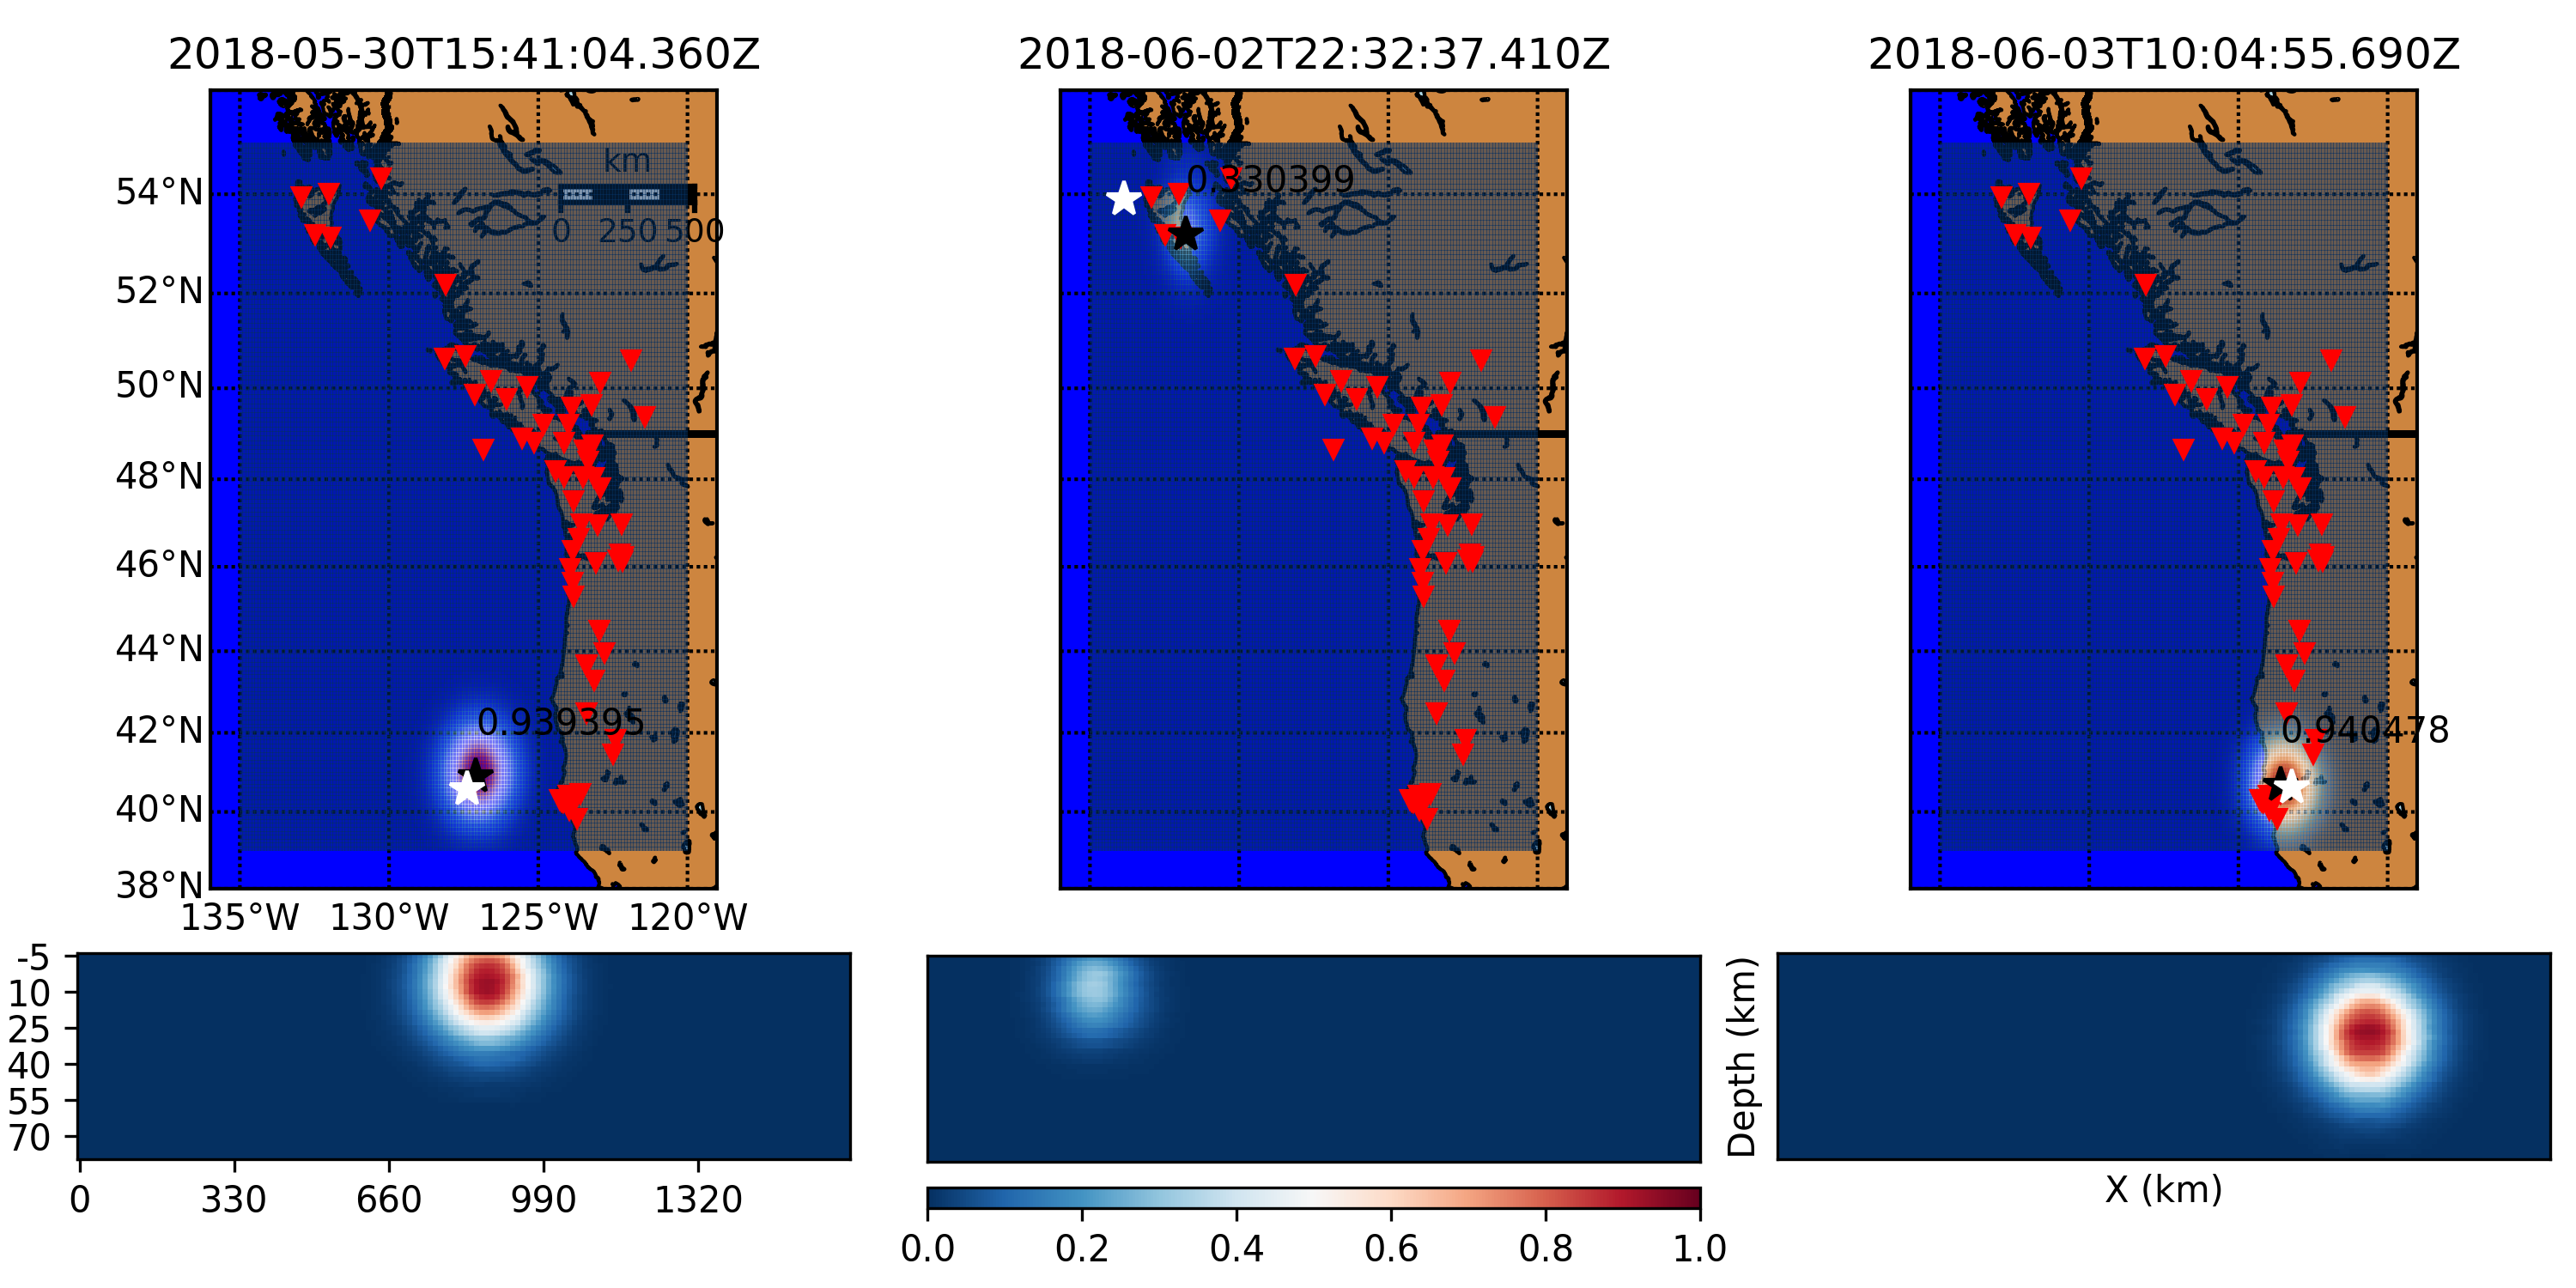 2018-05-30T15:41:04.360Z
2018-06-02T22:32:37.410Z
2018-06-03T10:04:55.690Z
km
0 250 500
54°N
52°N
50°N
48°N
46°N
44°N
42°N
40°N
38°N
135°W 130°W 125°W 120°W
0.939395
0.330399
0.940478
-5
10
25
40
55
70
0 330 660 990 1320
0.0 0.2 0.4 0.6 0.8 1.0
Depth (km)
X (km)